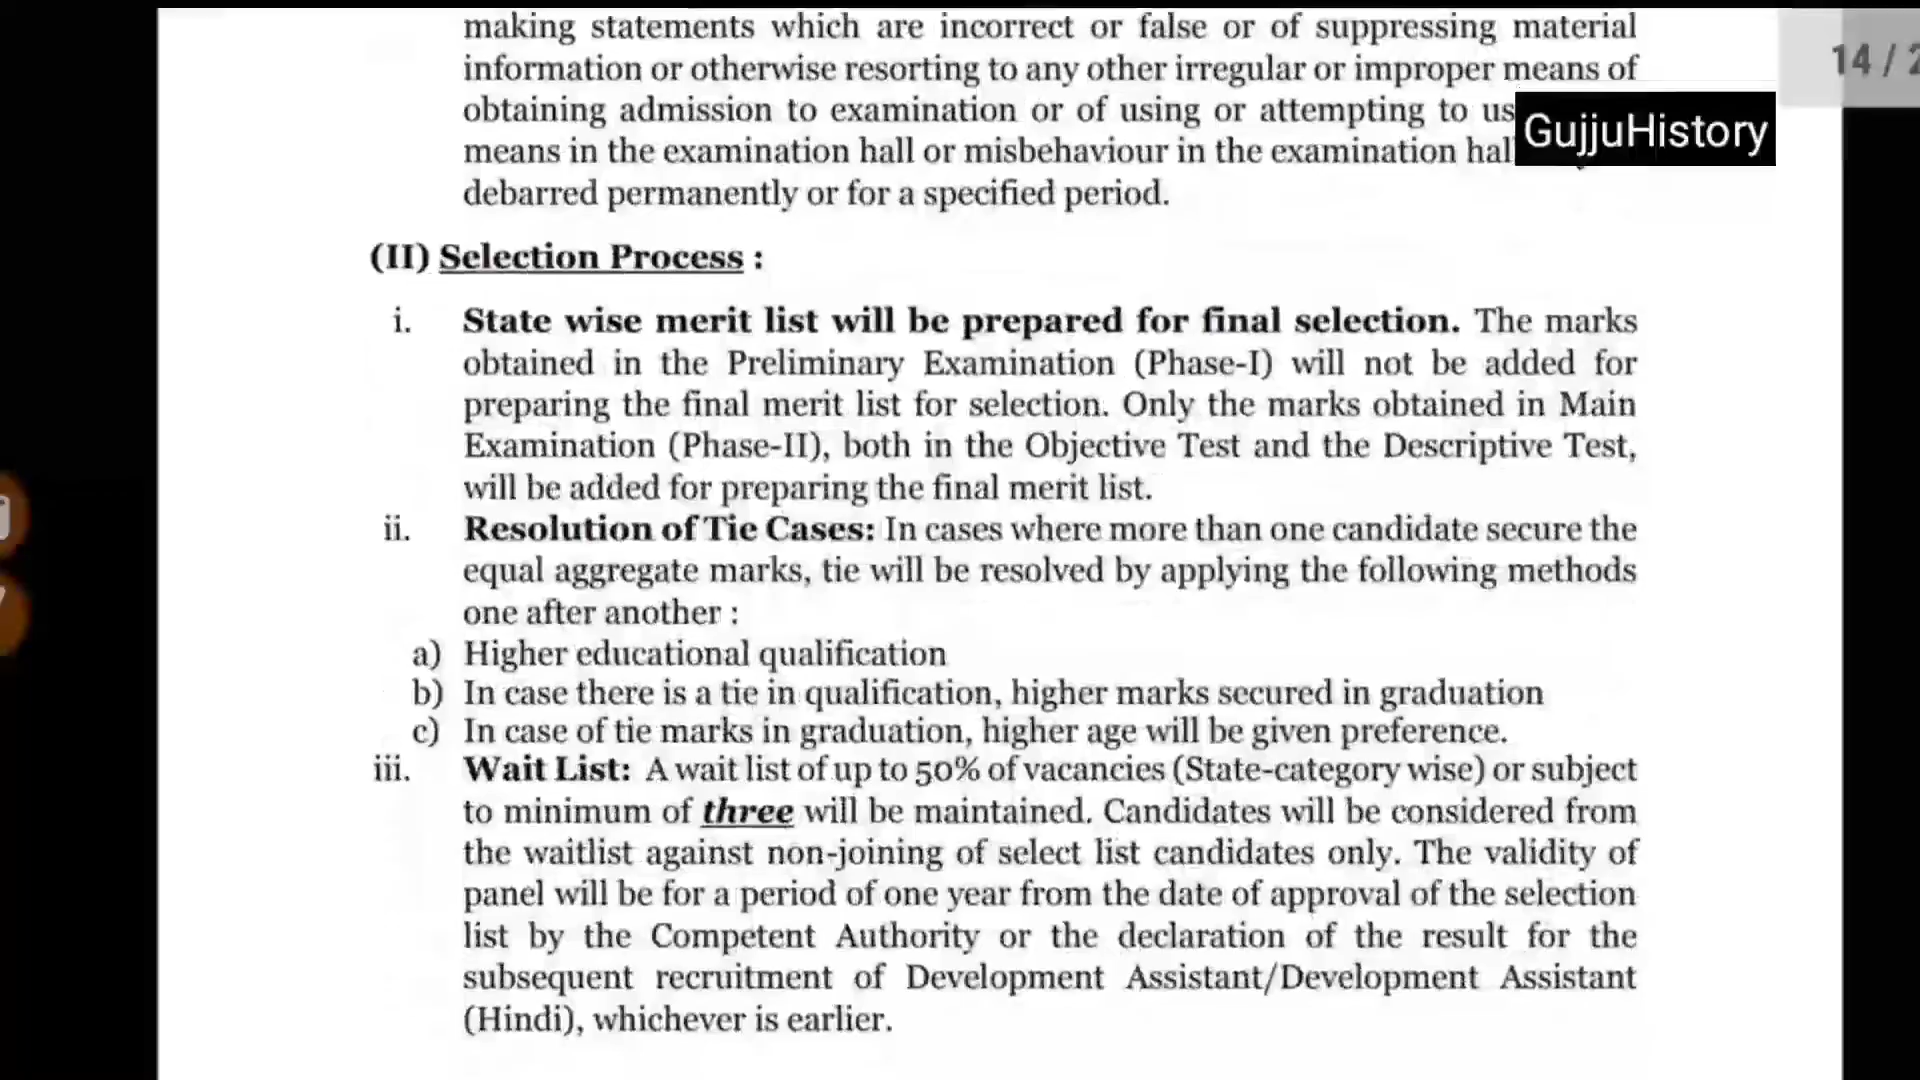 making statements which are incorrect or false or of suppressing material
14 / 2
information or otherwise resorting to any other irregular or improper means of
obtaining admission to examination or of using or attempting to us
GujjuHistory
means in the examination hall or misbehaviour in the examination hal
debarred permanently or for a specified period.
(II) Selection Process :
i. State wise merit list will be prepared for final selection. The marks
obtained in the Preliminary Examination (Phase-I) will not be added for
preparing the final merit list for selection. Only the marks obtained in Main
Examination (Phase-II), both in the Objective Test and the Descriptive Test,
will be added for preparing the final merit list.
ii. Resolution of Tie Cases: In cases where more than one candidate secure the
equal aggregate marks, tie will be resolved by applying the following methods
one after another :
a) Higher educational qualification
b) In case there is a tie in qualification, higher marks secured in graduation
c) In case of tie marks in graduation, higher age will be given preference.
iii. Wait List: A wait list of up to 50% of vacancies (State-category wise) or subject
to minimum of three will be maintained. Candidates will be considered from
the waitlist against non-joining of select list candidates only. The validity of
panel will be for a period of one year from the date of approval of the selection
list by the Competent Authority or the declaration of the result for the
subsequent recruitment of Development Assistant/Development Assistant
(Hindi), whichever is earlier.